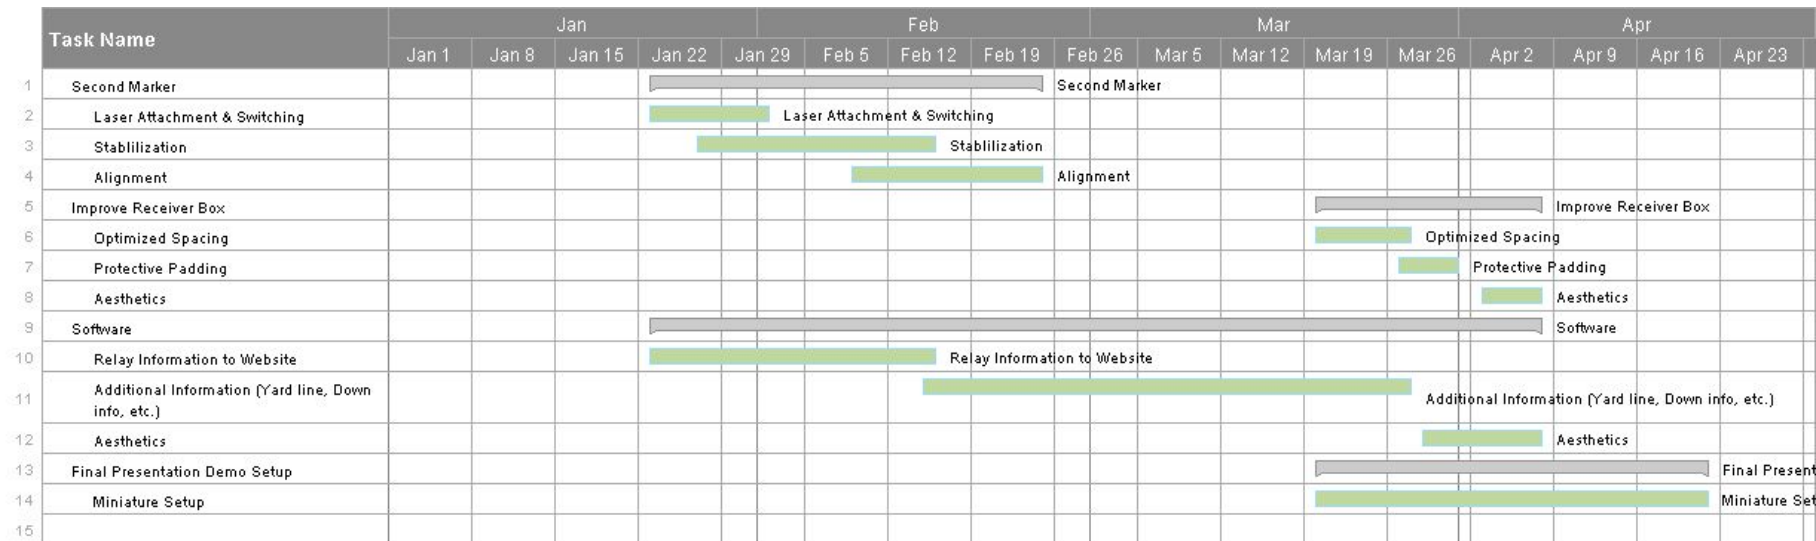 Task Name
Jan Feb Mar Apr
Jan 1 Jan 8 Jan 15 Jan 22 Jan 29 Feb 5 Feb 12 Feb 19 Feb 26 Mar 5 Mar 12 Mar 19 Mar 26 Apr 2 Apr 9 Apr 16 Apr 23
1 Second Marker Second Marker
2 Laser Attachment & Switching Laser Attachment & Switching
3 Stablilization Stablilization
4 Alignment Alignment
5 Improve Receiver Box Improve Receiver Box
6 Optimized Spacing Optimized Spacing
7 Protective Padding Protective Padding
8 Aesthetics Aesthetics
9 Software Software
10 Relay Information to Website Relay Information to Website
11 Additional Information (Yard line, Down
info, etc.) Additional Information (Yard line, Down info, etc.)
12 Aesthetics Aesthetics
13 Final Presentation Demo Setup Final Present
14 Miniature Setup Miniature Set
15